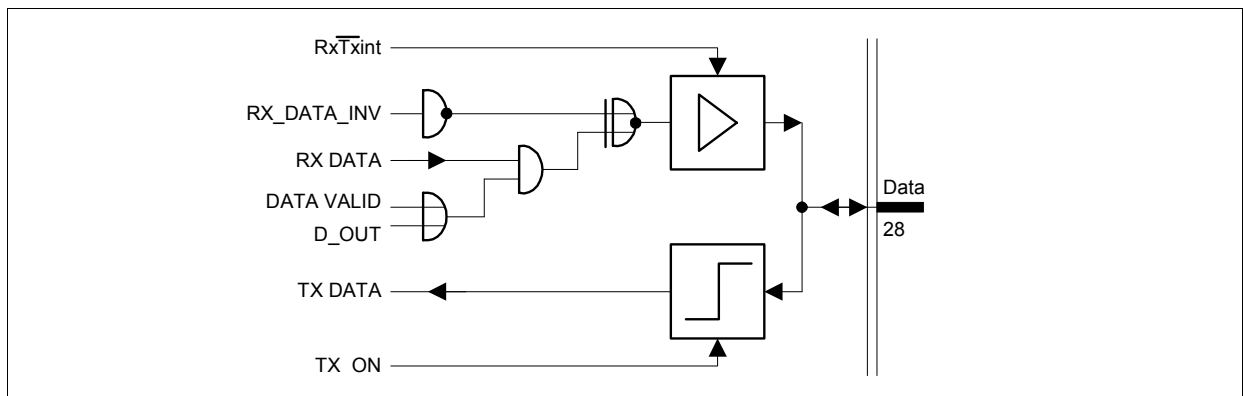 RxTxint
RX_DATA_INV
RX DATA
DATA VALID
D_OUT
TX DATA
TX ON
Data
28